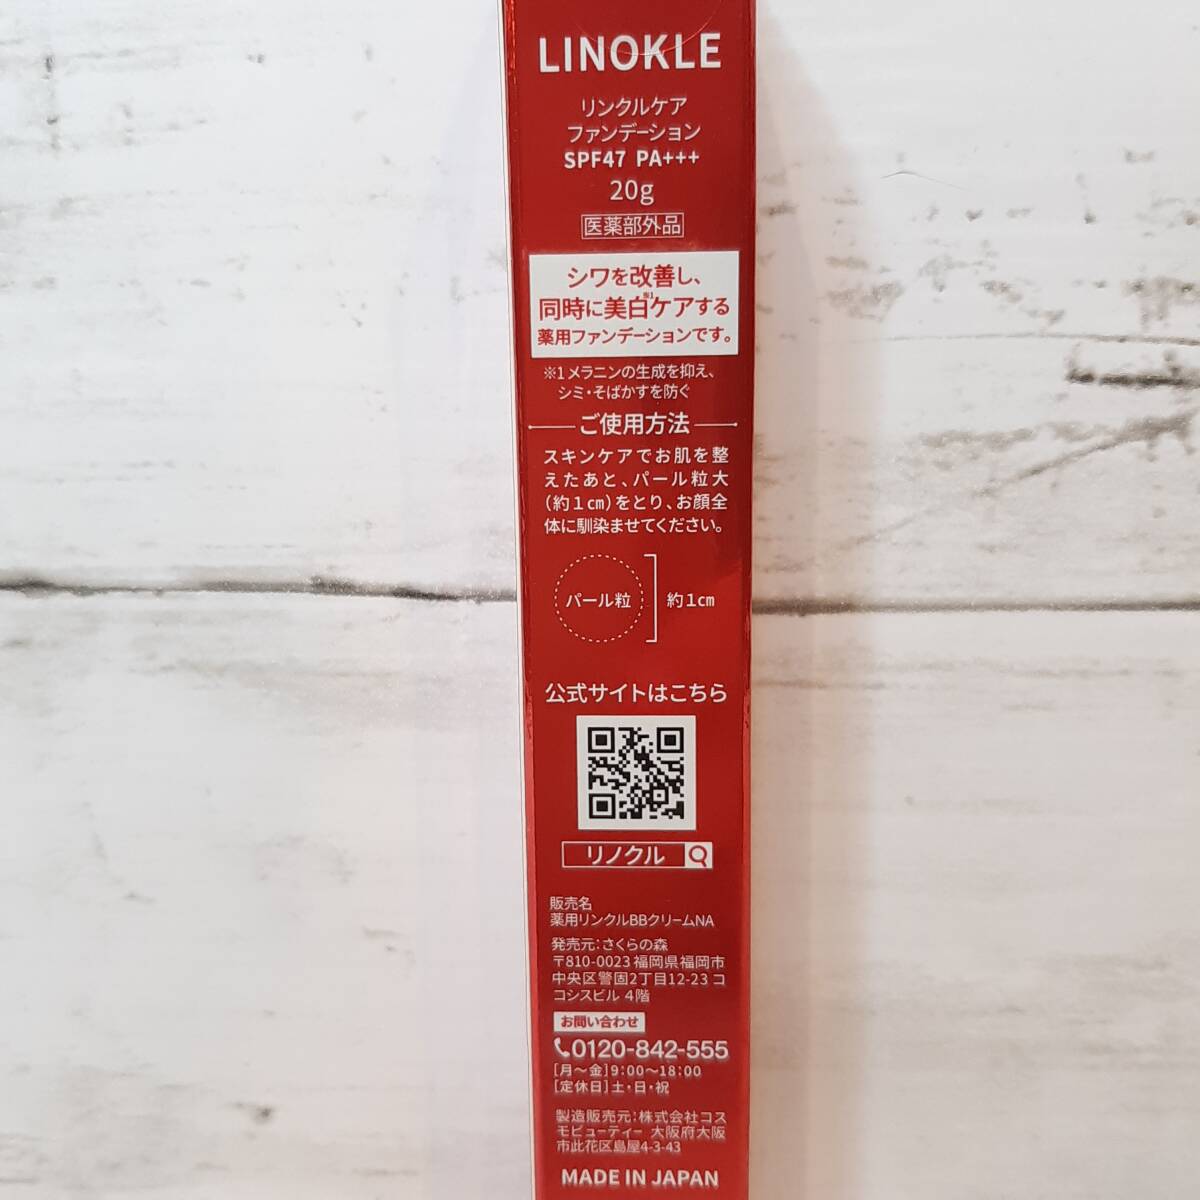 LINOKLE
リンクルケア
ファンデーション
SPF47 PA+++
20g
医薬部外品
シワを改善し、
同時に美白※1ケアする
薬用ファンデーションです。
※1メラニンの生成を抑え、
シミ・そばかすを防ぐ
ご使用方法
スキンケアでお肌を整
えたあと、パール粒大
(約1㎝)をとり、お顔全
体に馴染ませてください。
パール粒 約1㎝
公式サイトはこちら
リノクル
販売名
薬用リンクルBBクリームNA
発売元:さくらの森
〒810-0023 福岡県福岡市
中央区警固2丁目12-23 コ
コシスビル 4階
お問い合わせ
0120-842-555
[月～金]9:00～18:00
[定休日]土・日・祝
製造販売元:株式会社コス
モビューティー 大阪府大阪
市此花区島屋4-3-43
MADE IN JAPAN